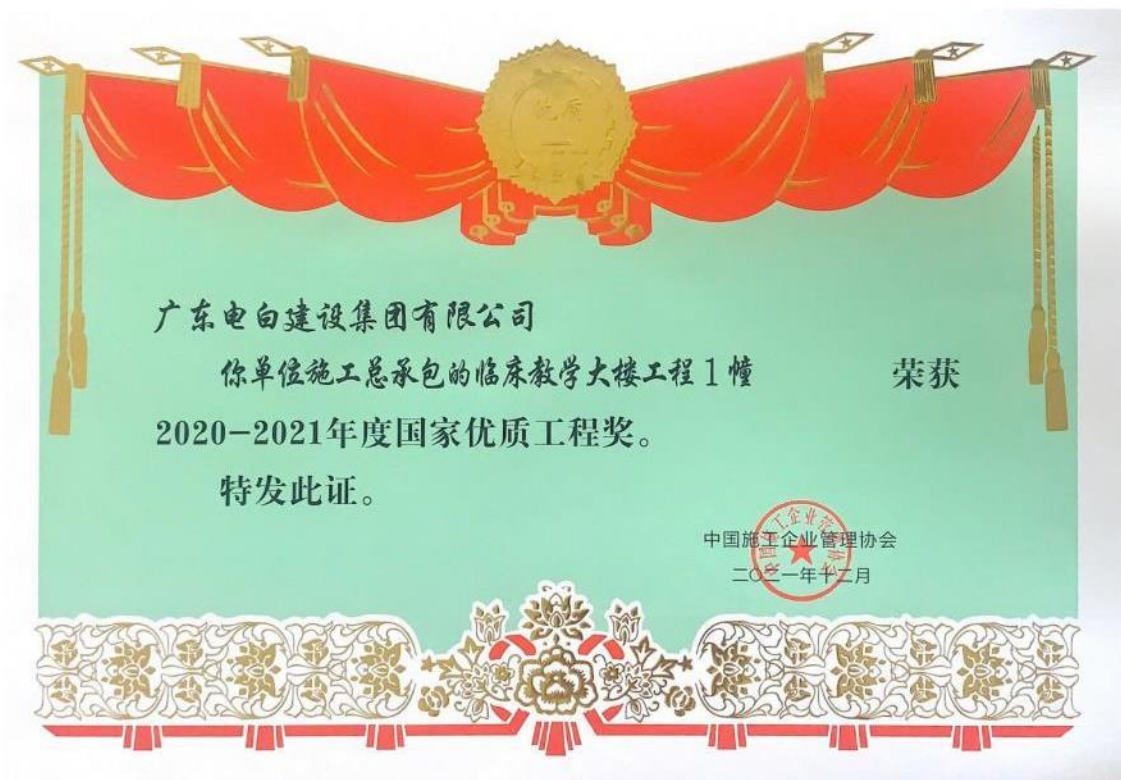 优质
广东电白建设集团有限公司
你单位施工总承包的临床教学大楼工程1幢 荣获
2020-2021年度国家优质工程奖。
特发此证。
中国施工企业管理协会
二〇二一年十二月